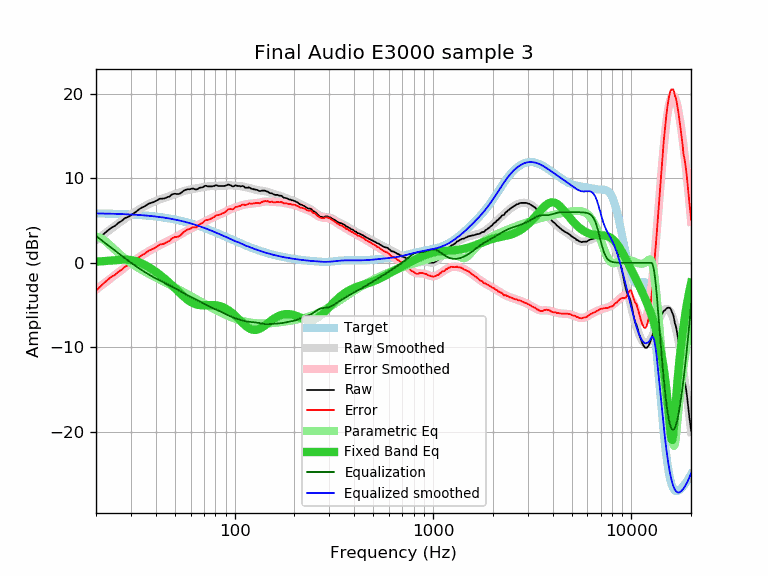 Final Audio E3000 sample 3
20
10
0
−10
−20
Amplitude (dBr)
Target
Raw Smoothed
Error Smoothed
Raw
Error
Parametric Eq
Fixed Band Eq
Equalization
Equalized smoothed
100 1000 10000
Frequency (Hz)